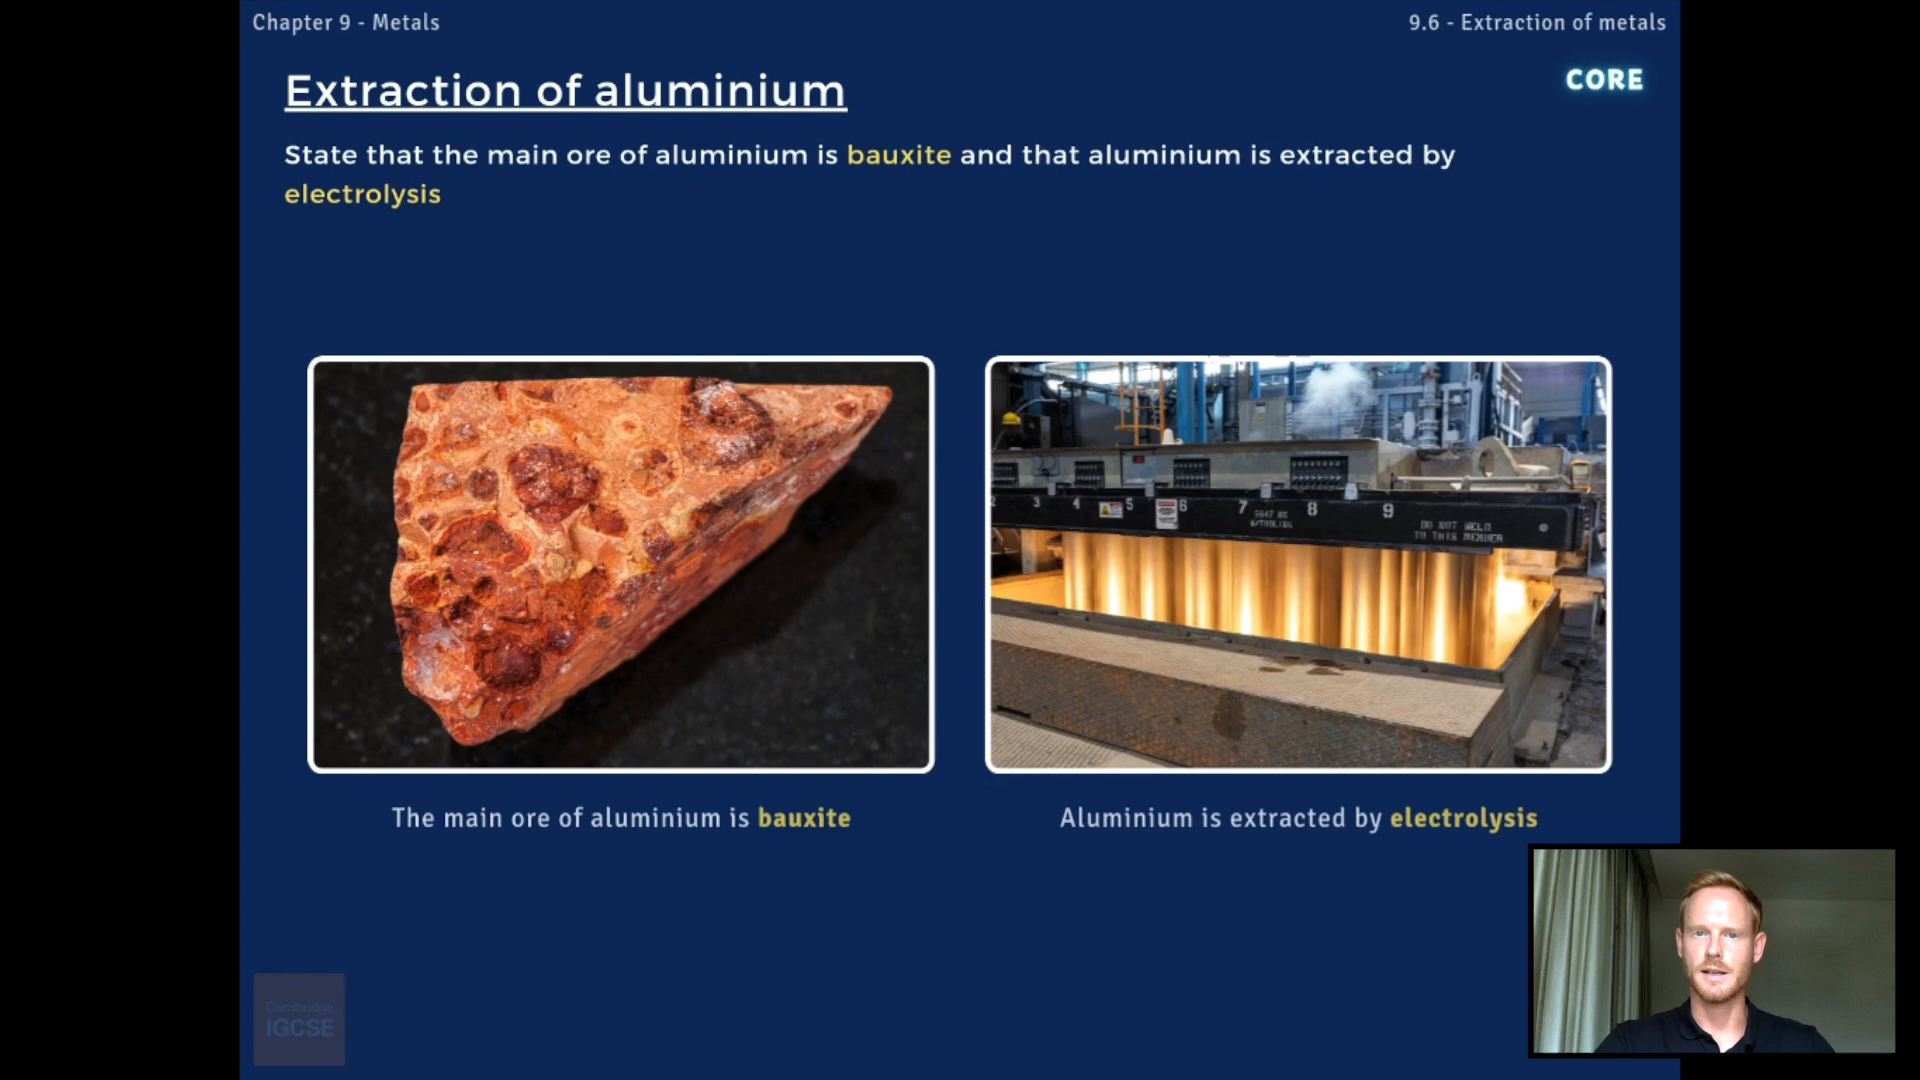 Chapter 9 - Metals
9.6 - Extraction of metals
Extraction of aluminium
CORE
State that the main ore of aluminium is bauxite and that aluminium is extracted by
electrolysis
3 4 5 6 7 8 9
DO NOT WELD
TO THIS MEMBER
The main ore of aluminium is bauxite
Aluminium is extracted by electrolysis
Cambridge
IGCSE